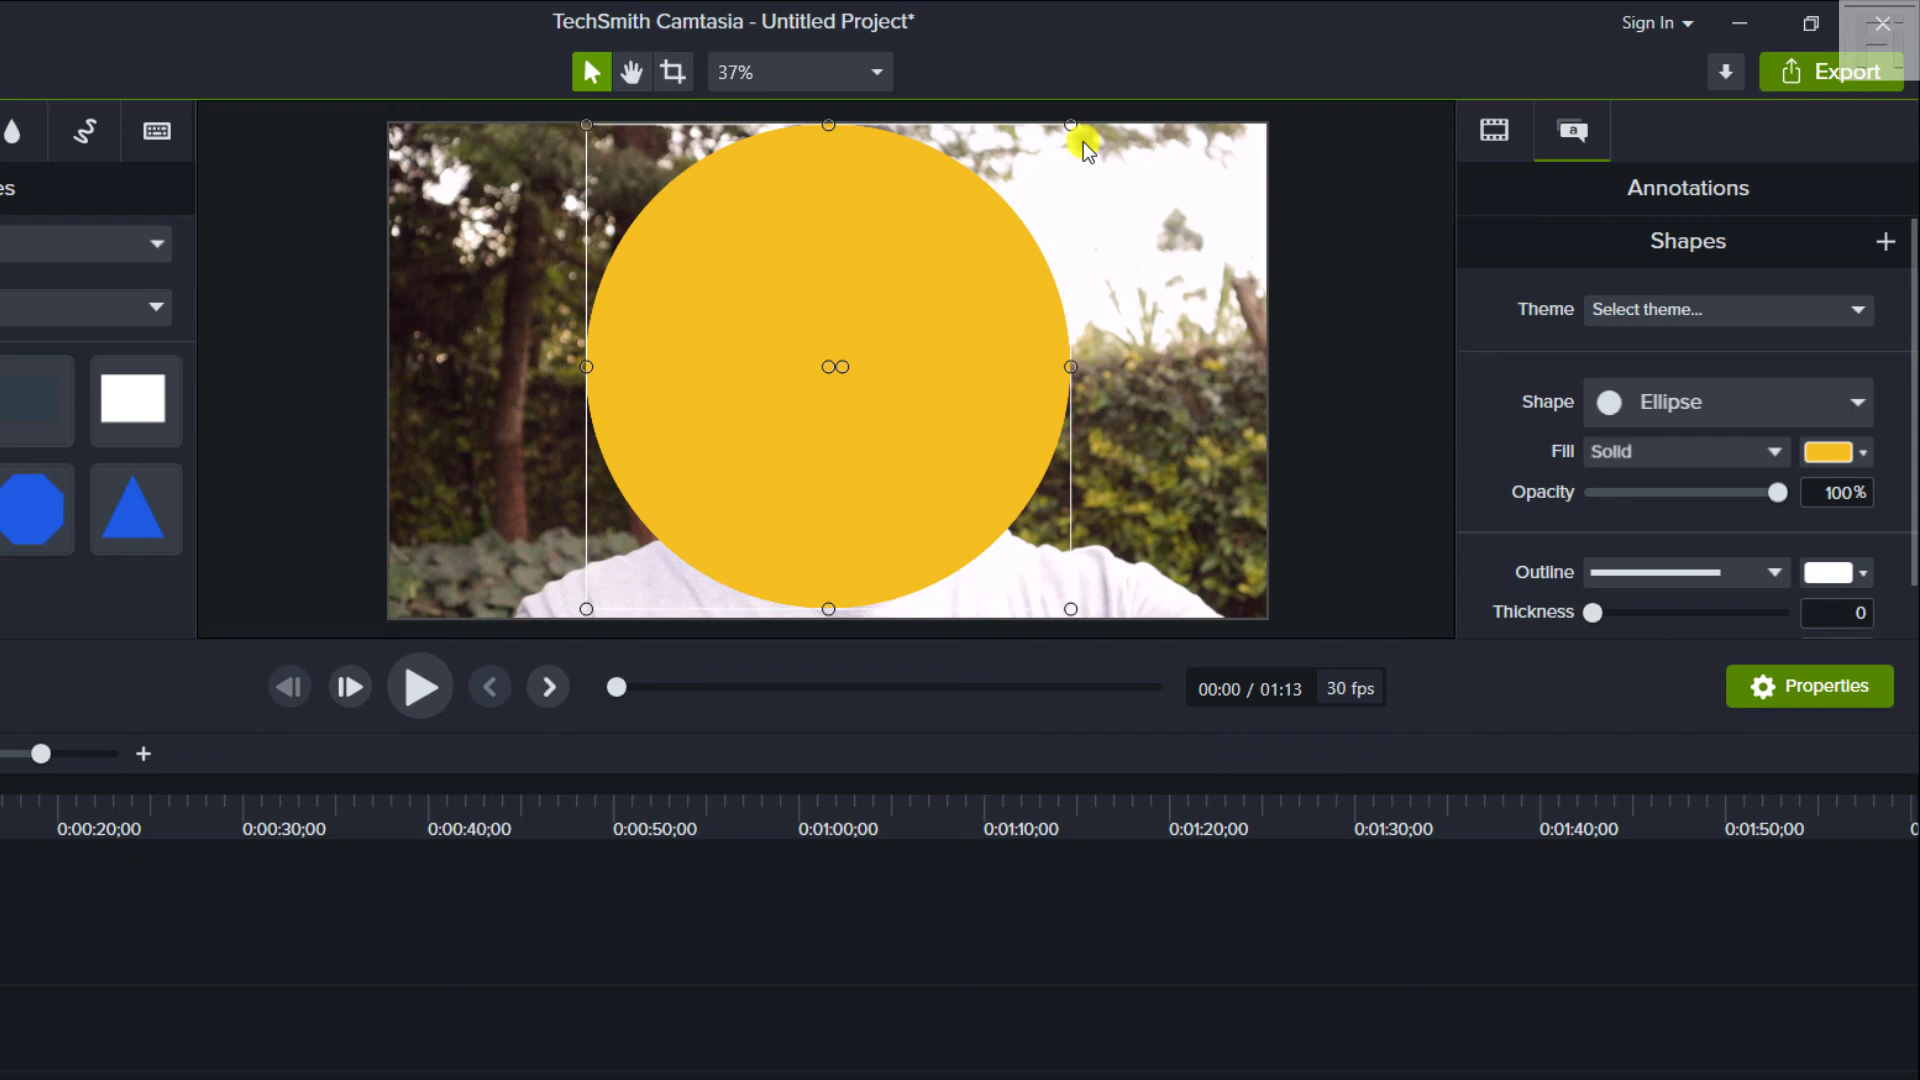 TechSmith Camtasia - Untitled Project*
Sign In
37%
Export
a
es
Annotations
Shapes
Theme Select theme...
Shape Ellipse
Fill Solid
Opacity 100%
Outline
Thickness 0
00:00 / 01:13 30 fps
Properties
0:00:20;00 0:00:30;00 0:00:40;00 0:00:50;00 0:01:00;00 0:01:10;00 0:01:20;00 0:01:30;00 0:01:40;00 0:01:50;00 0